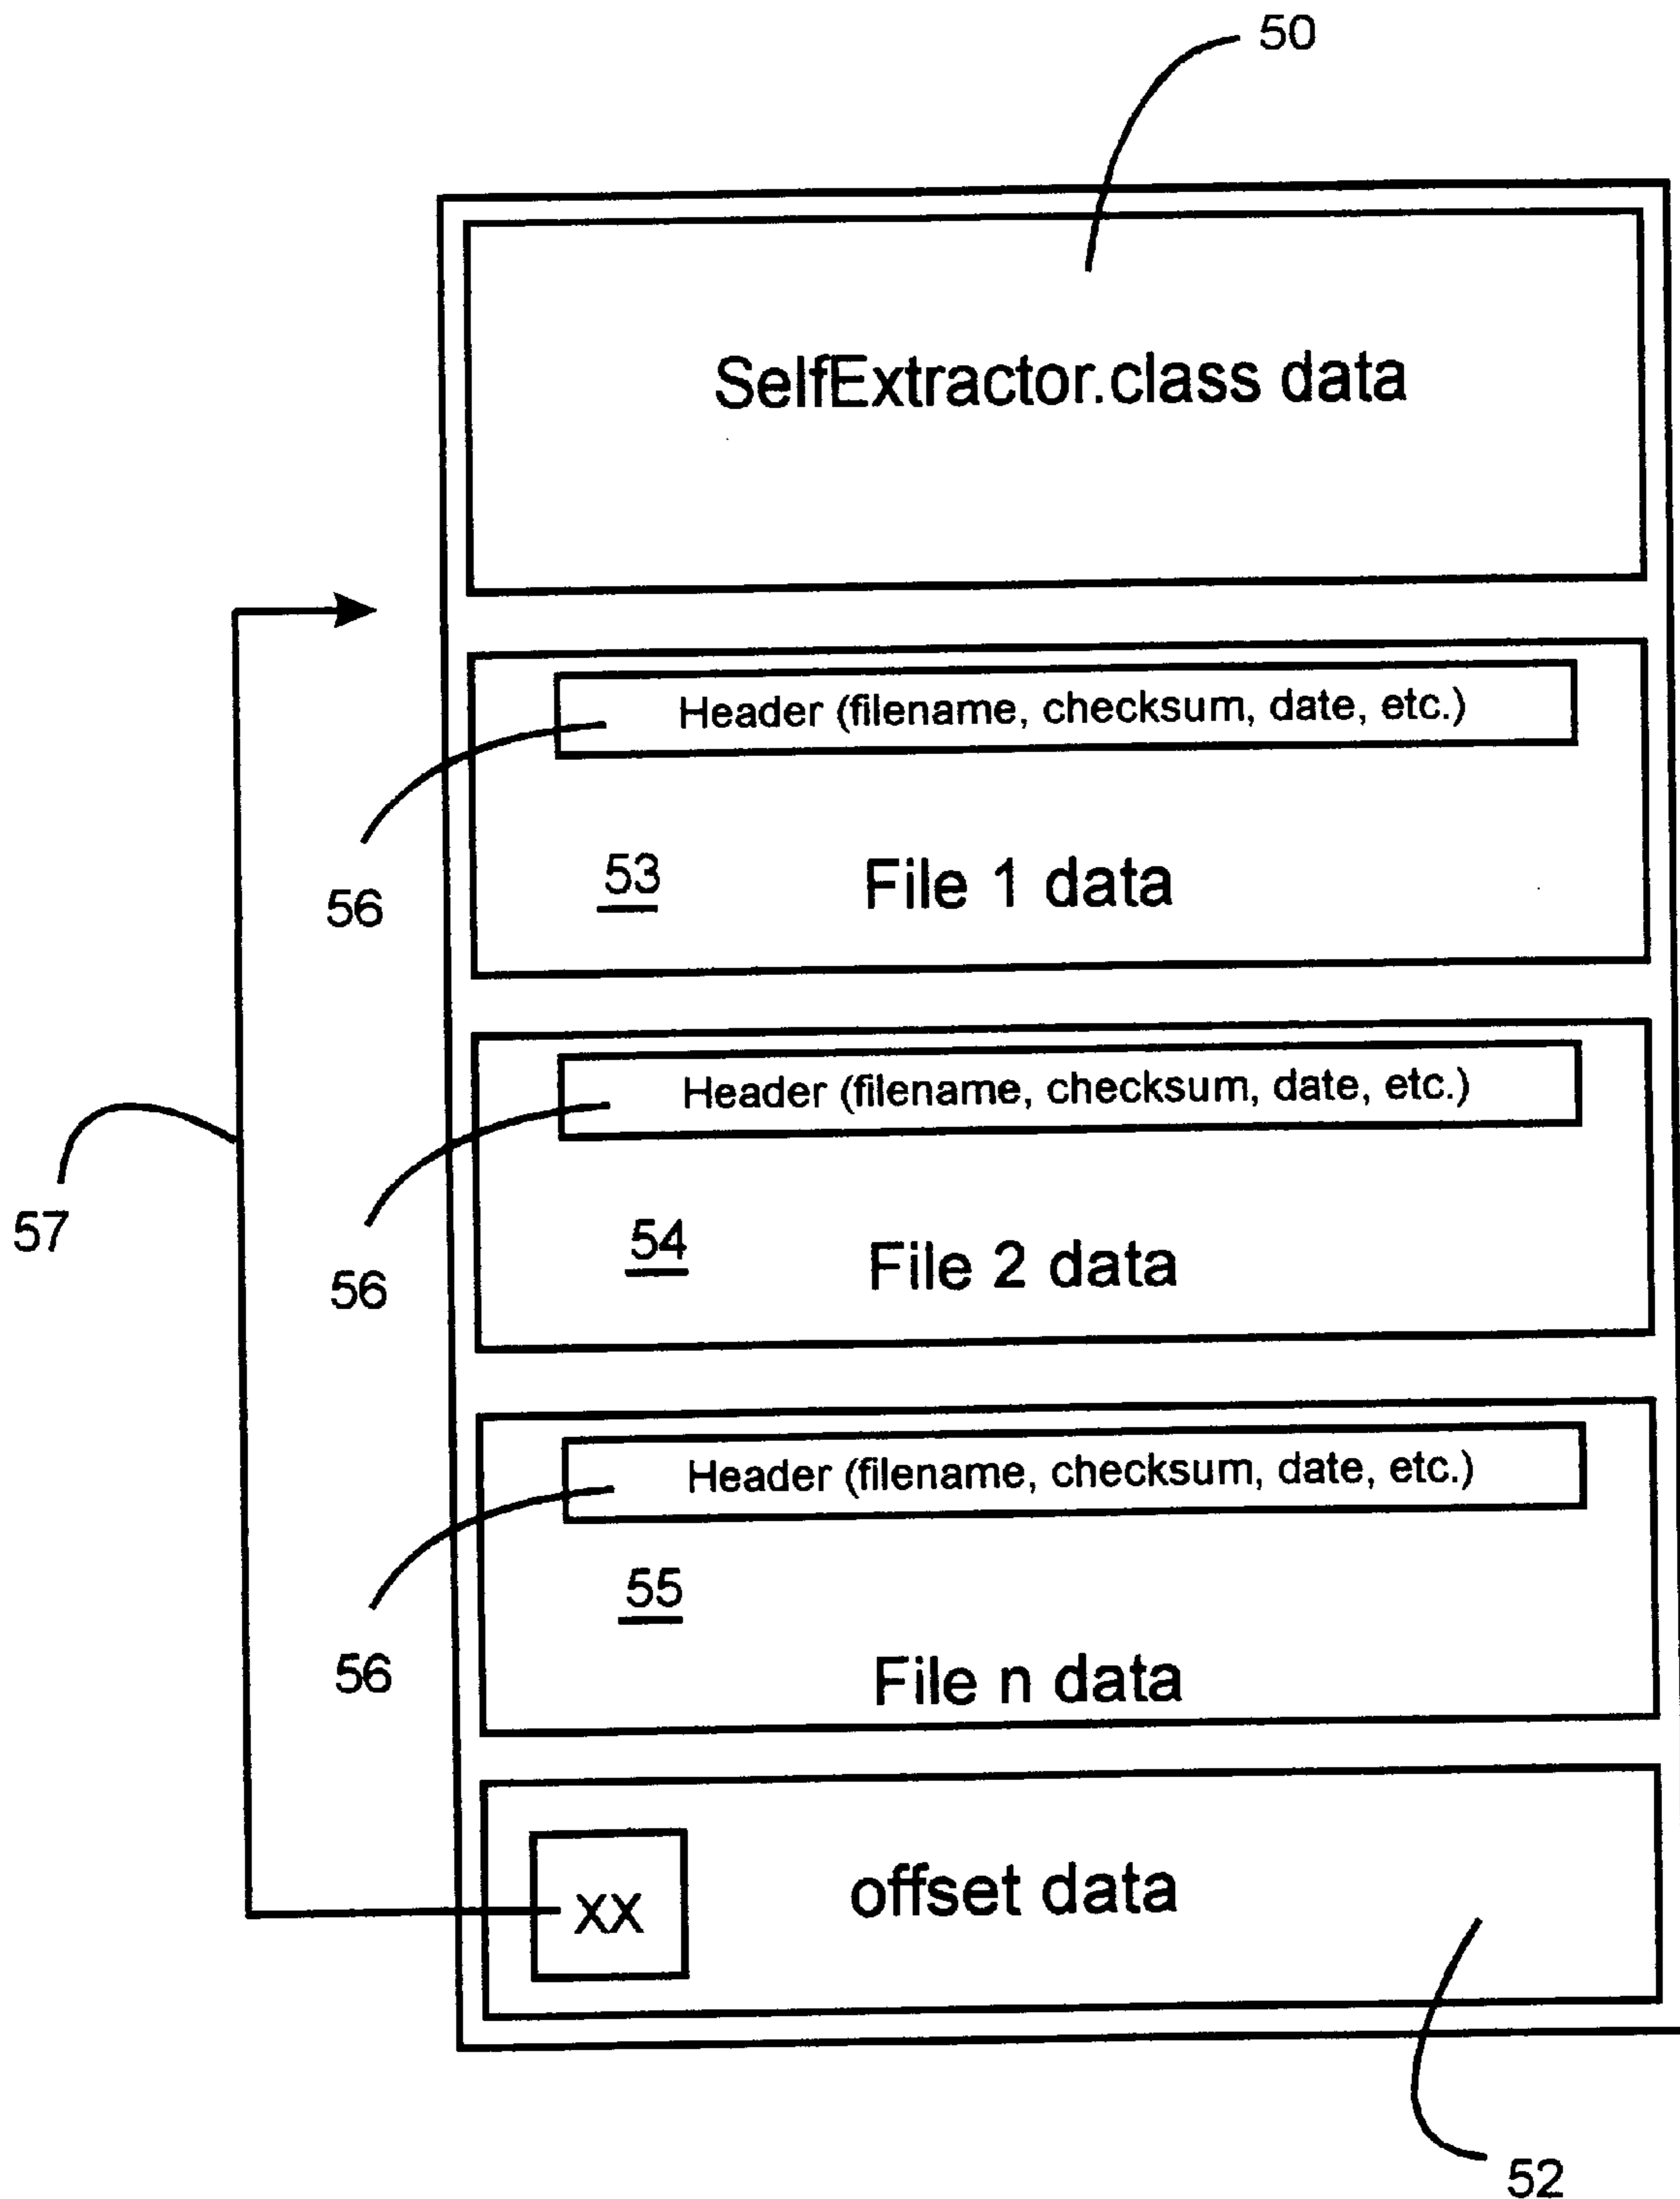 50
SelfExtractor.class data
Header (filename, checksum, date, etc.)
56
53
File 1 data
Header (filename, checksum, date, etc.)
57
56
54
File 2 data
Header (filename, checksum, date, etc.)
56
55
File n data
XX
offset data
52